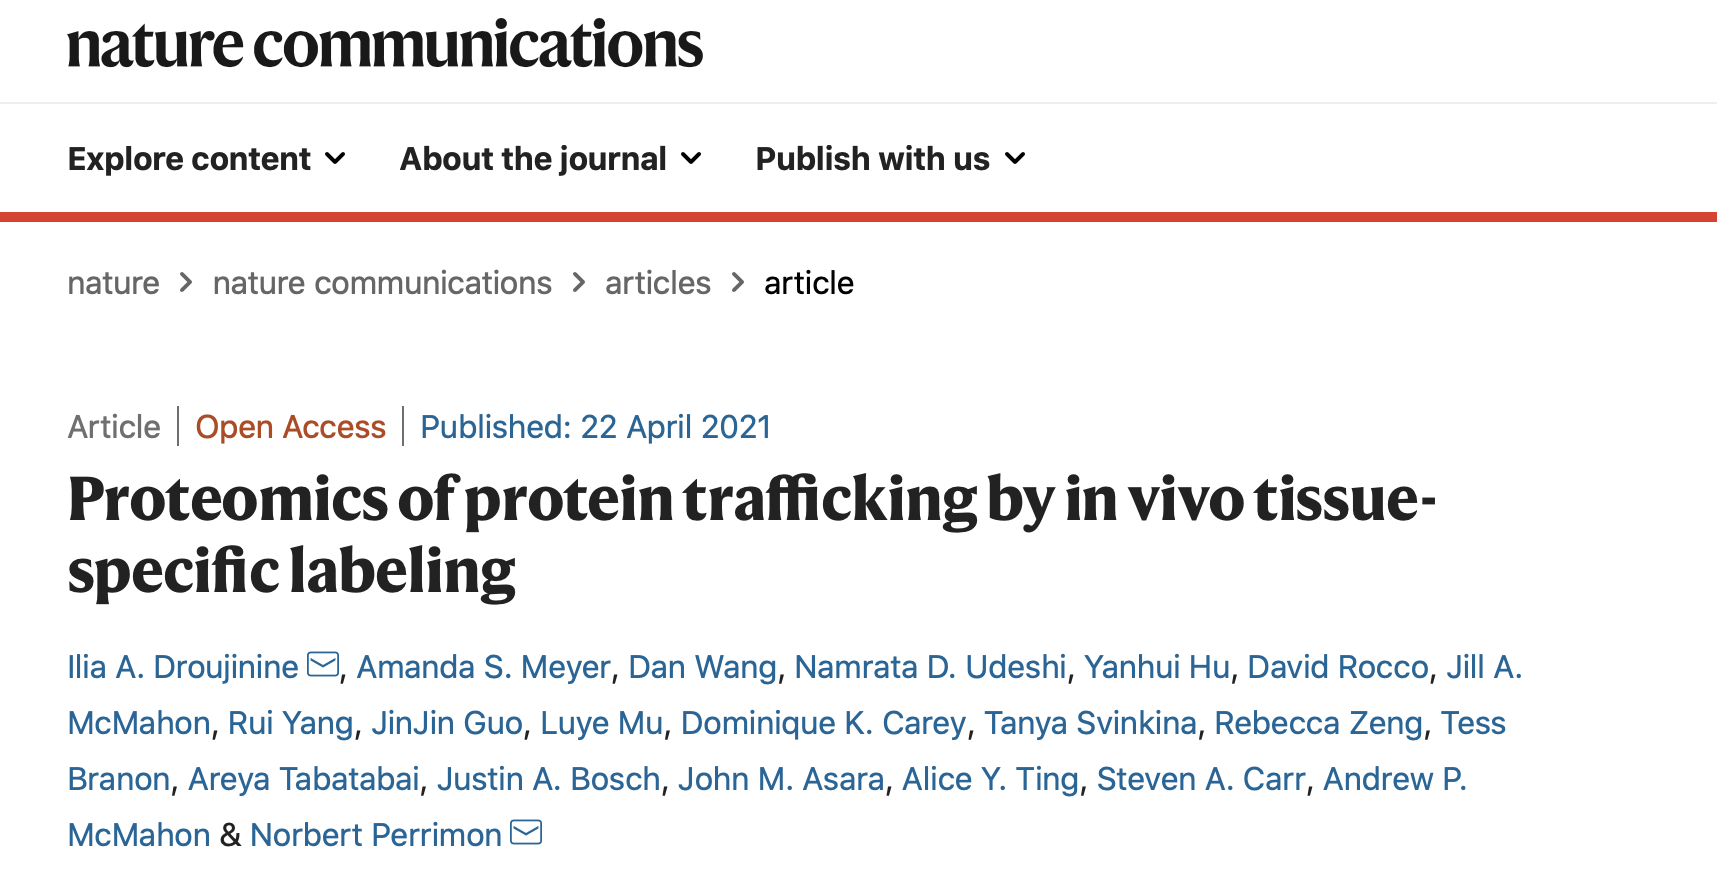 nature communications
Explore content About the journal Publish with us
nature > nature communications > articles > article
Article | Open Access | Published: 22 April 2021
Proteomics of protein trafficking by in vivo tissue-
specific labeling
Ilia A. Droujinine, Amanda S. Meyer, Dan Wang, Namrata D. Udeshi, Yanhui Hu, David Rocco, Jill A.
McMahon, Rui Yang, JinJin Guo, Luye Mu, Dominique K. Carey, Tanya Svinkina, Rebecca Zeng, Tess
Branon, Areya Tabatabai, Justin A. Bosch, John M. Asara, Alice Y. Ting, Steven A. Carr, Andrew P.
McMahon & Norbert Perrimon